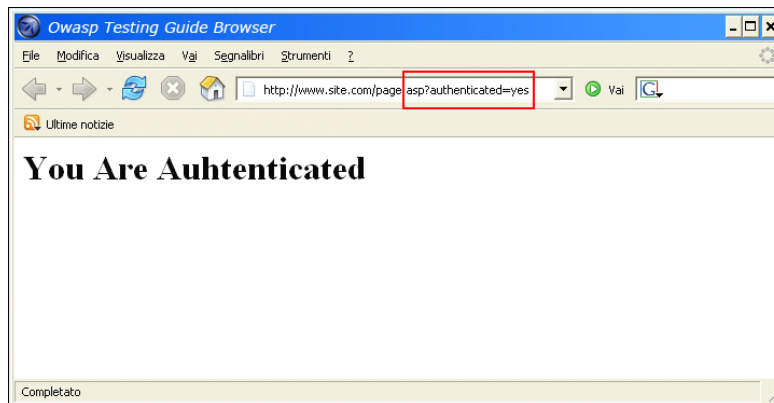 Owasp Testing Guide Browser
File Modifica Visualizza Vai Segnalibri Strumenti ?
http://www.site.com/page.asp?authenticated=yes Vai G
Ultime notizie
You Are Auhtenticated
Completato